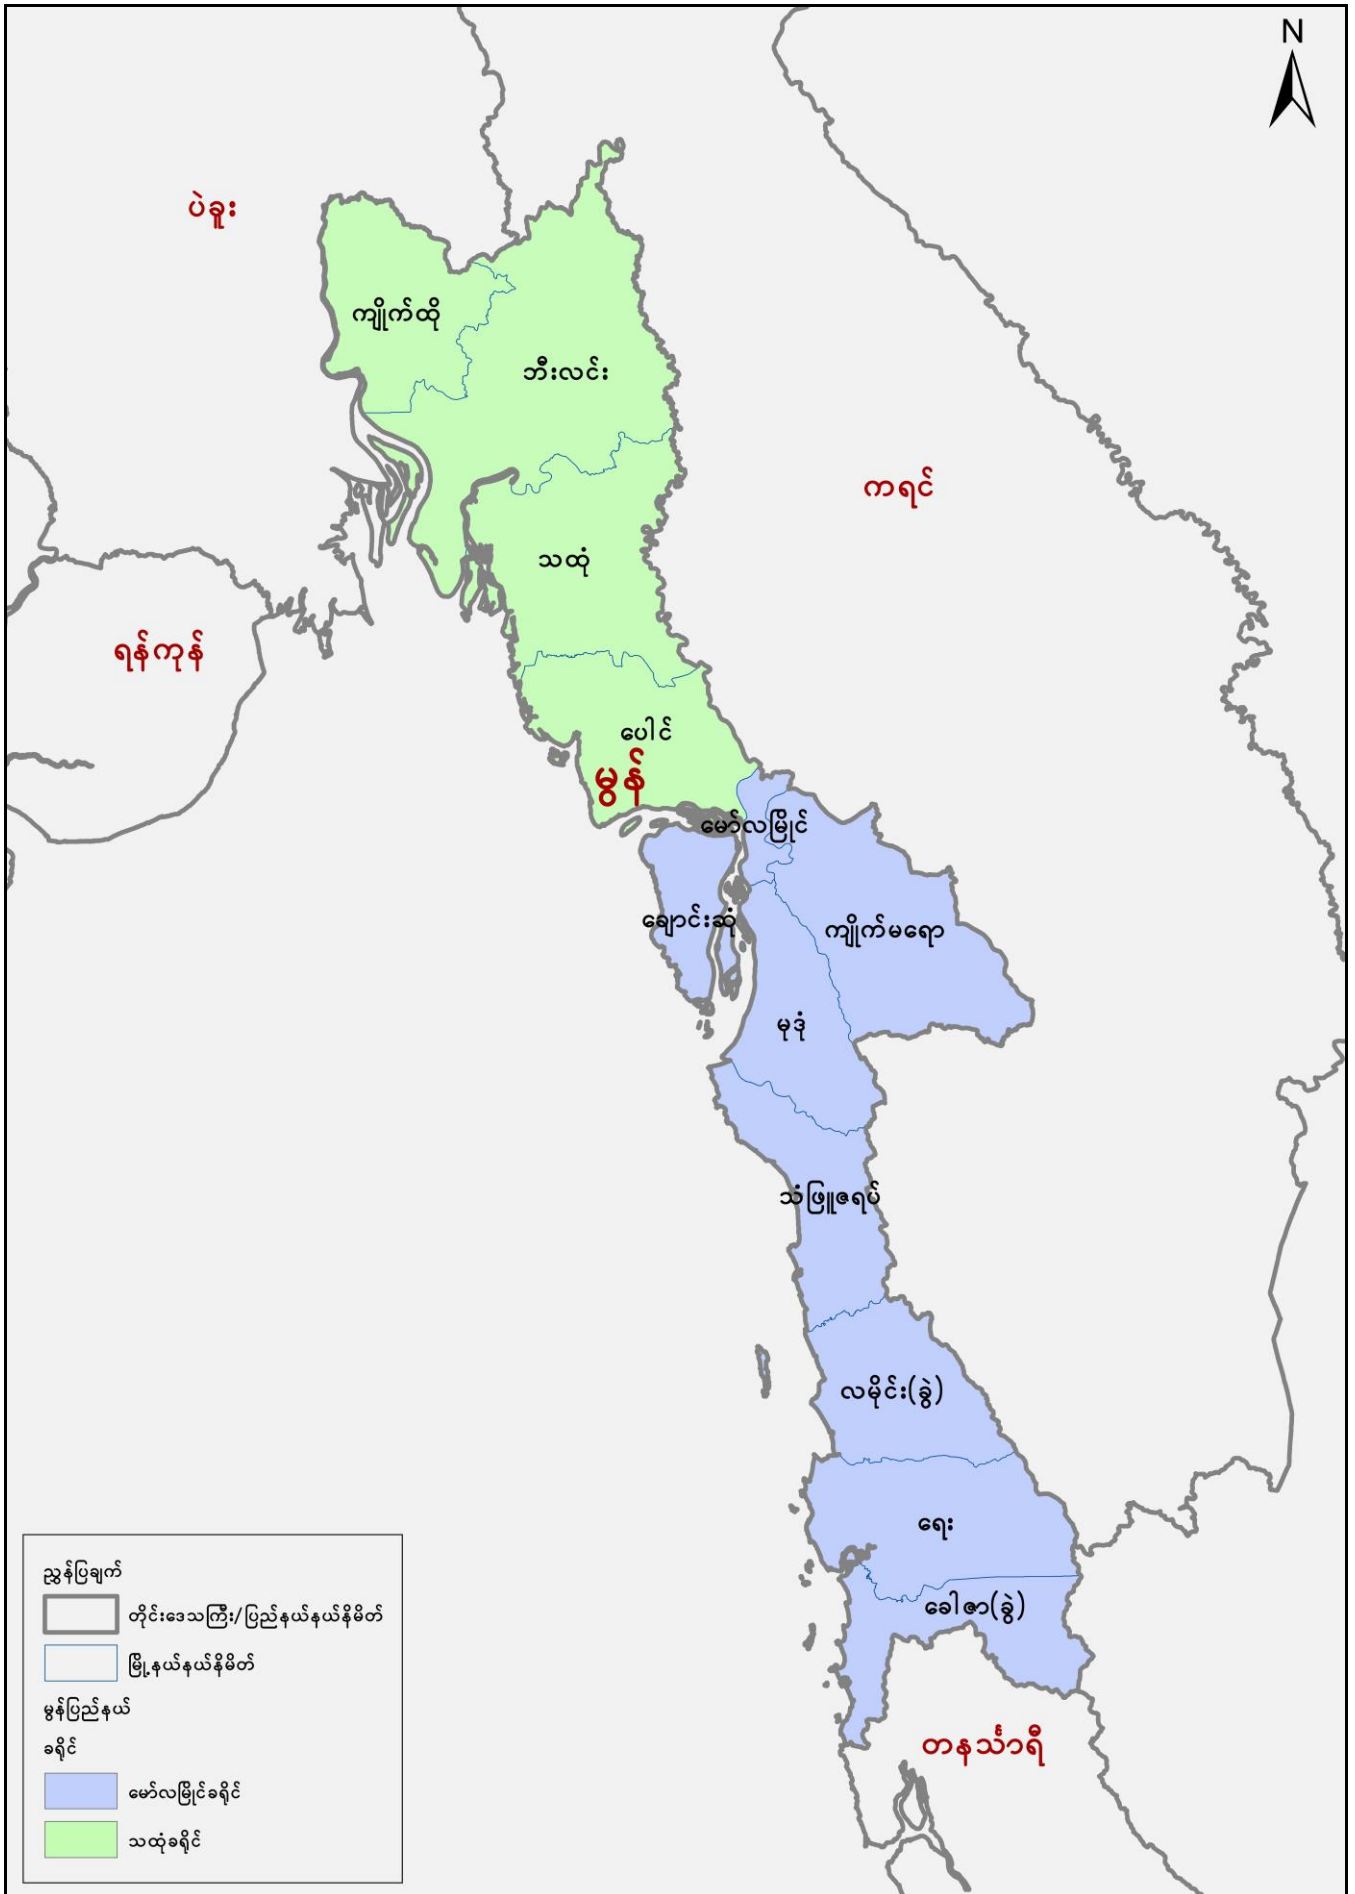 N
ပဲခူး
ကျိုက်ထို
ဘီးလင်း
ကရင်
သထုံ
ရန်ကုန်
ပေါင်
မွန်
မော်လမြိုင်
ချောင်းဆုံ
ကျိုက်မရော
မုဒုံ
သံဖြူဇရပ်
လမိုင်း(ခွဲ)
ရေး
ခေါဇာ(ခွဲ)
တနင်္သာရီ
ညွှန်ပြချက်
တိုင်းဒေသကြီး/ပြည်နယ်နယ်နိမိတ်
မြို့နယ်နယ်နိမိတ်
မွန်ပြည်နယ်
ခရိုင်
မော်လမြိုင်ခရိုင်
သထုံခရိုင်